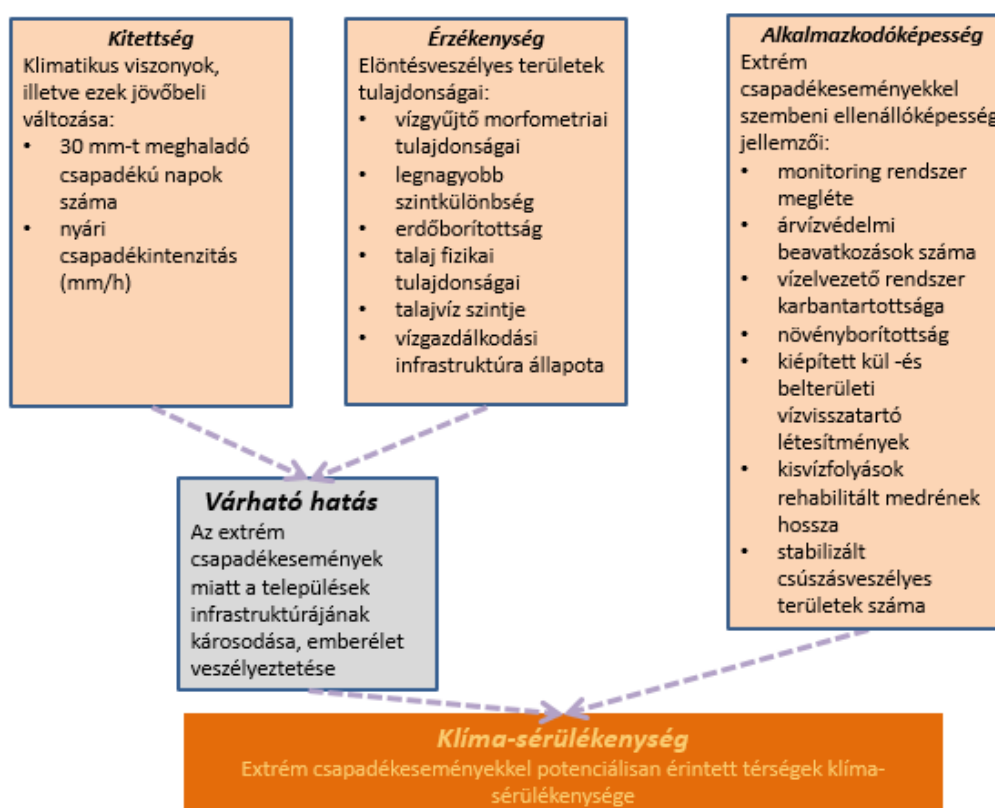 Kitettség
Klimatikus viszonyok,
illetve ezek jövőbeli
változása:
• 30 mm-t meghaladó
csapadékú napok
száma
• nyári
csapadékintenzitás
(mm/h)
Érzékenység
Elöntésveszélyes területek
tulajdonságai:
• vízgyűjtő morfometriai
tulajdonságai
• legnagyobb
szintkülönbség
• erdőborítottság
• talaj fizikai
tulajdonságai
• talajvíz szintje
• vízgazdálkodási
infrastruktúra állapota
Alkalmazkodóképesség
Extrém
csapadékeseményekkel
szembeni ellenállóképesség
jellemzői:
• monitoring rendszer
megléte
• árvízvédelmi
beavatkozások száma
• vízelvezető rendszer
karbantartottsága
• növényborítottság
• kiépített kül -és
belterületi
vízvisszatartó
létesítmények
• kisvízfolyások
rehabilitált medrének
hossza
• stabilizált
csúszásveszélyes
területek száma
Várható hatás
Az extrém
csapadékesemények
miatt a települések
infrastruktúrájának
károsodása, emberélet
veszélyeztetése
Klíma-sérülékenység
Extrém csapadékeseményekkel potenciálisan érintett térségek klíma-
sérülékenysége